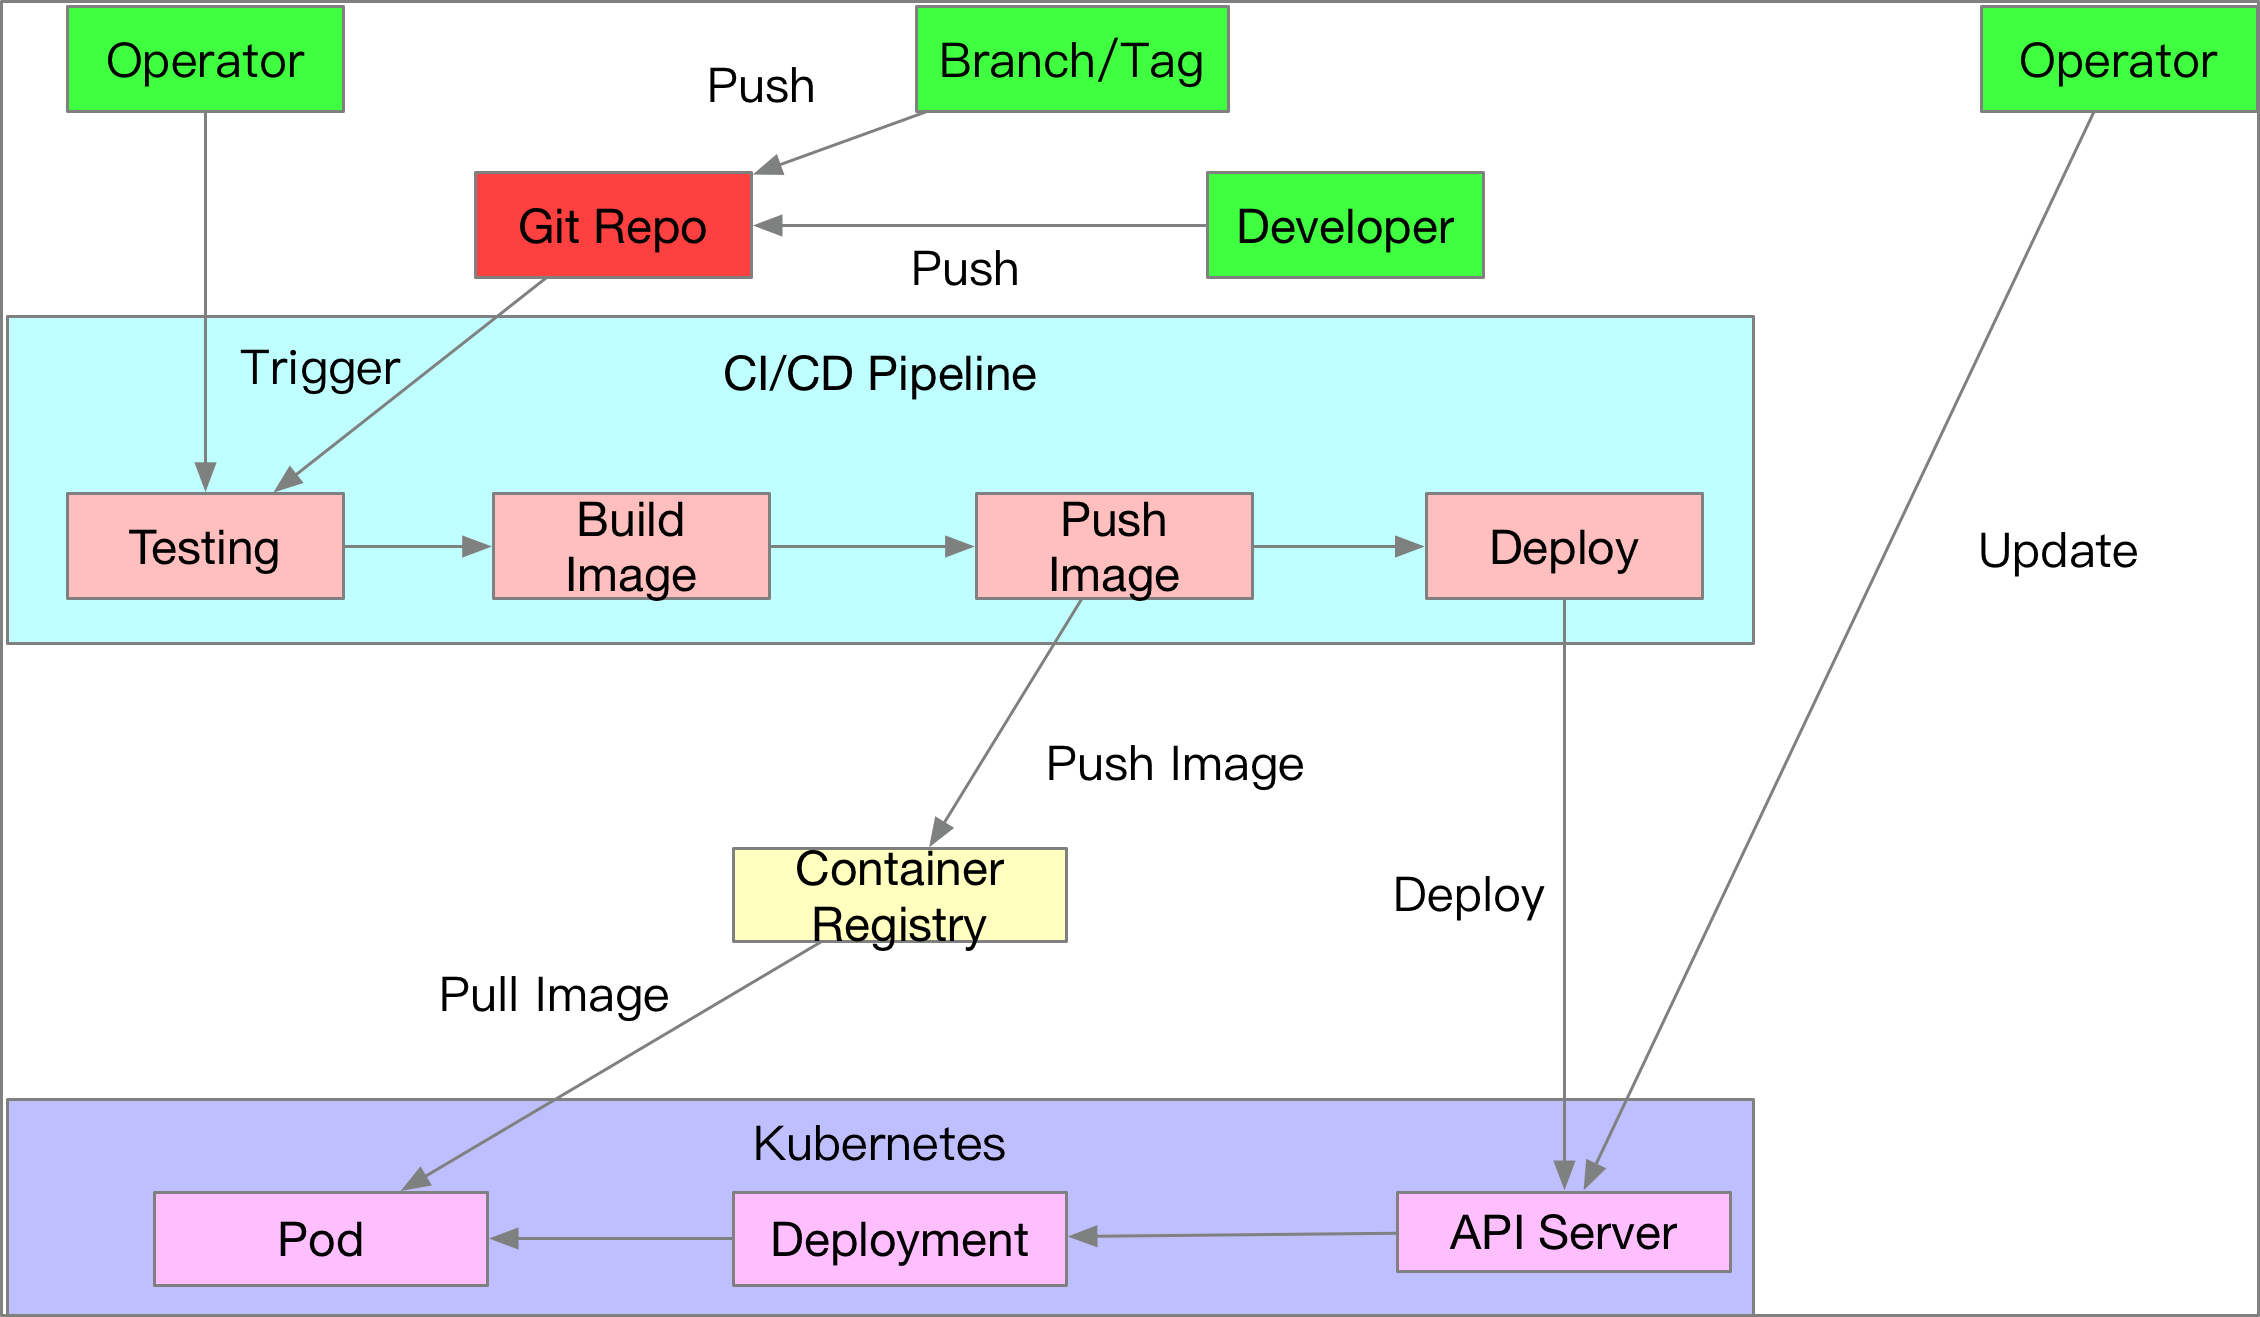 Operator
Push
Branch/Tag
Operator
Git Repo
Push
Developer
Trigger
CI/CD Pipeline
Testing
Build
Image
Push
Image
Deploy
Update
Push Image
Container
Registry
Deploy
Pull Image
Kubernetes
Pod
Deployment
API Server